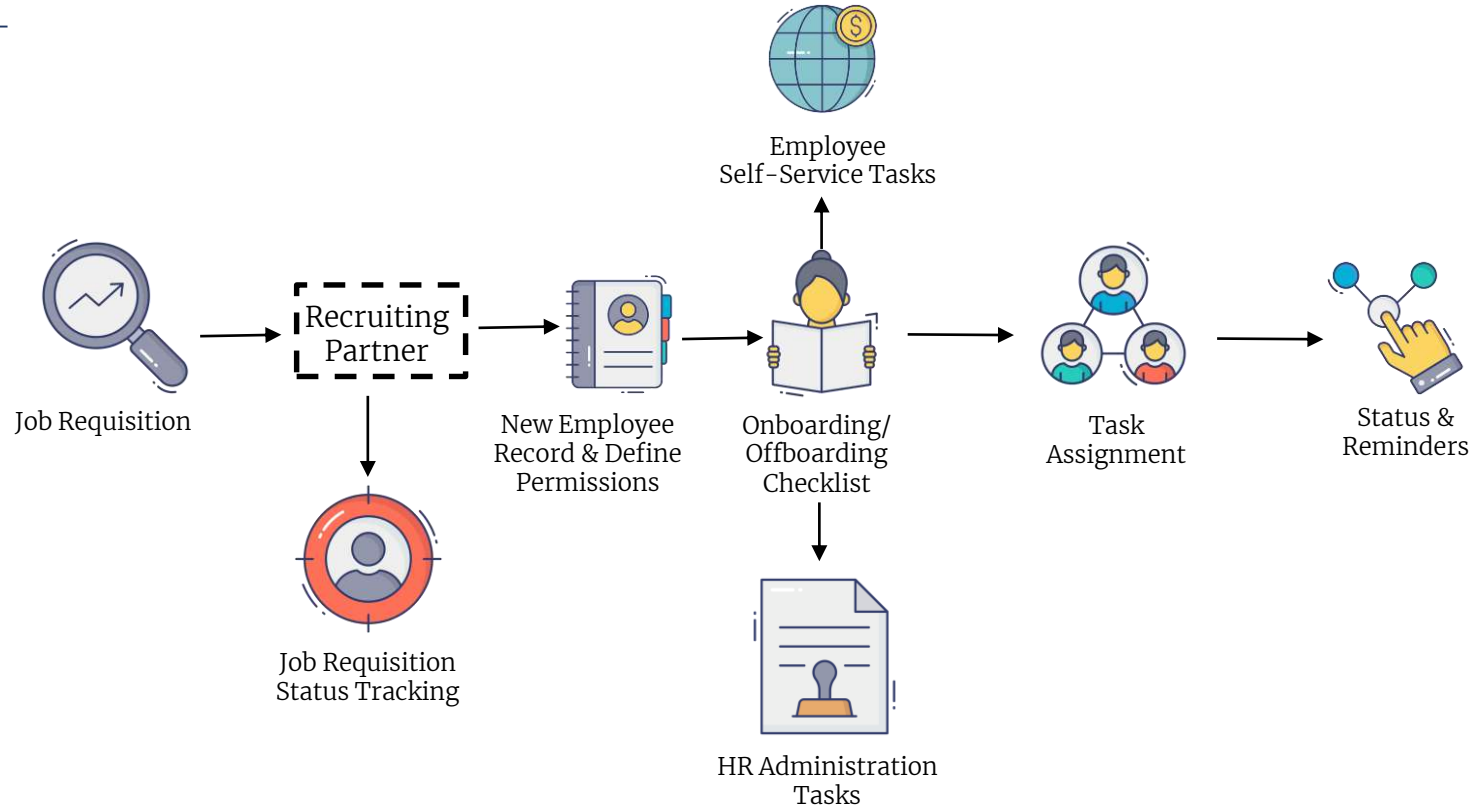 $
Employee
Self-Service Tasks
Recruiting
Partner
Job Requisition
New Employee
Record & Define
Permissions
Onboarding/
Offboarding
Checklist
Task
Assignment
Status &
Reminders
Job Requisition
Status Tracking
HR Administration
Tasks